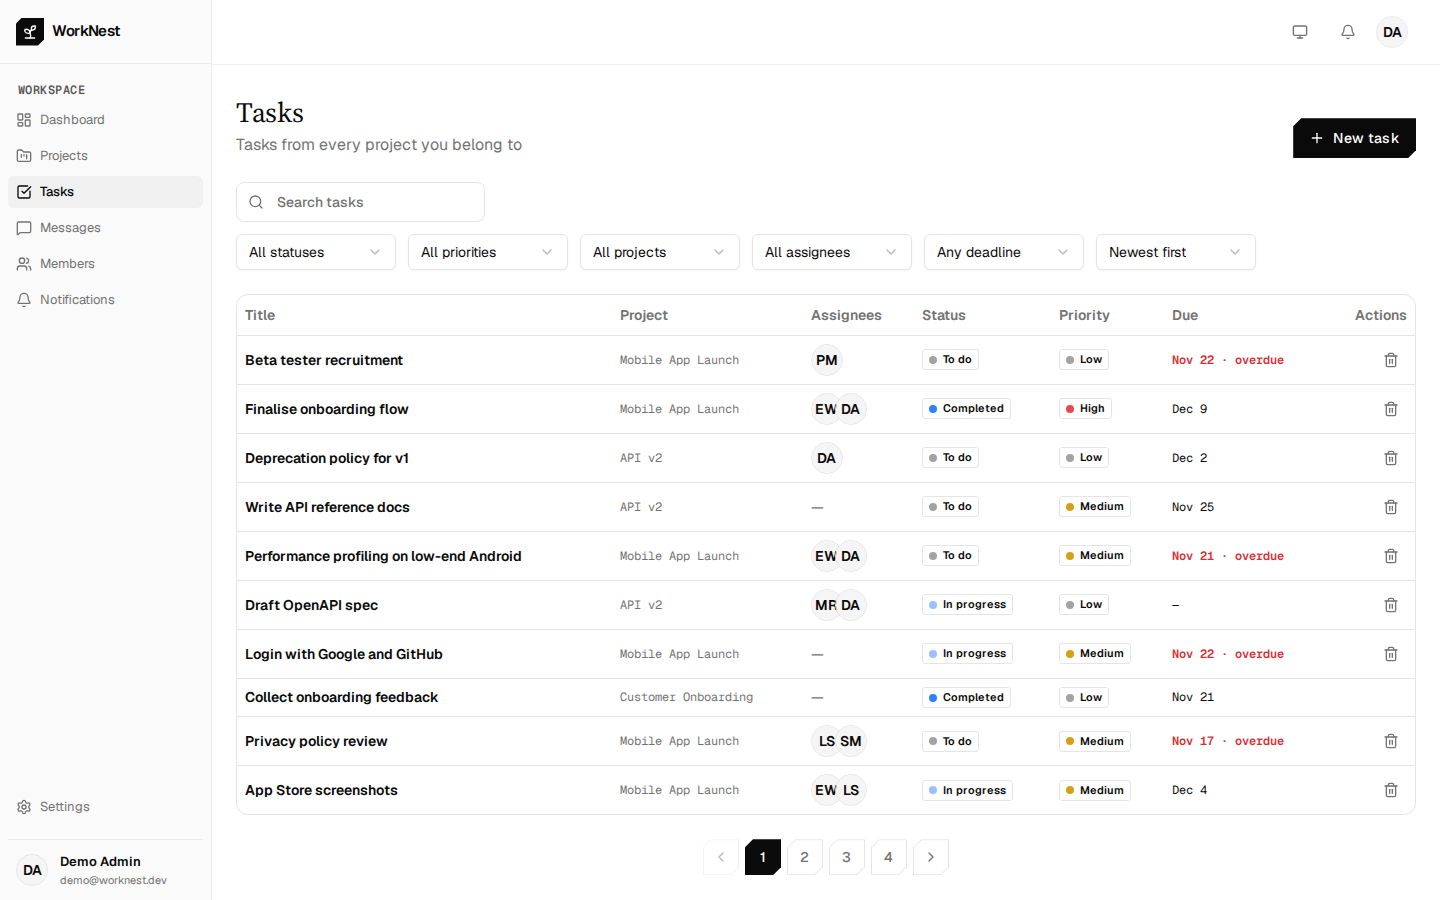 WorkNest
DA
WORKSPACE
Dashboard
Projects
Tasks
Messages
Members
Notifications
Settings
DA
Demo Admin
demo@worknest.dev
Tasks
Tasks from every project you belong to
New task
Search tasks
All statuses All priorities All projects All assignees Any deadline Newest first
Title Project Assignees Status Priority Due Actions
Beta tester recruitment Mobile App Launch PM To do Low Nov 22 · overdue
Finalise onboarding flow Mobile App Launch EW DA Completed High Dec 9
Deprecation policy for v1 API v2 DA To do Low Dec 2
Write API reference docs API v2 — To do Medium Nov 25
Performance profiling on low-end Android Mobile App Launch EW DA To do Medium Nov 21 · overdue
Draft OpenAPI spec API v2 MR DA In progress Low —
Login with Google and GitHub Mobile App Launch — In progress Medium Nov 22 · overdue
Collect onboarding feedback Customer Onboarding — Completed Low Nov 21
Privacy policy review Mobile App Launch LS SM To do Medium Nov 17 · overdue
App Store screenshots Mobile App Launch EW LS In progress Medium Dec 4
1 2 3 4